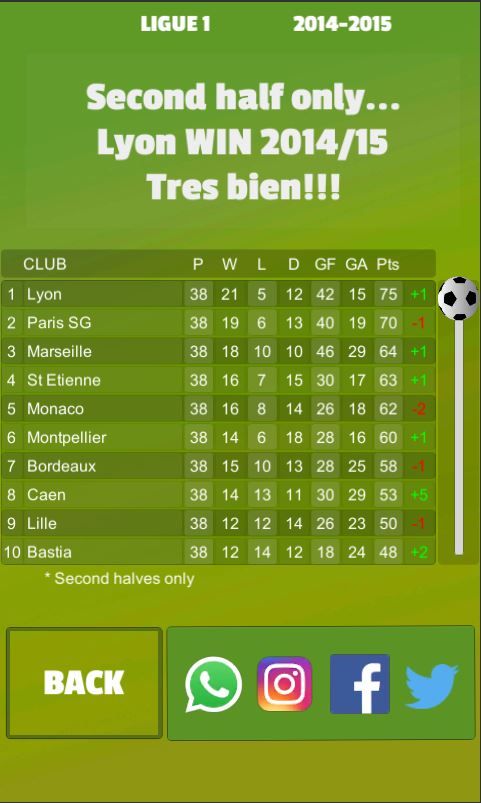 LIGUE 1 2014-2015
Second half only...
Lyon WIN 2014/15
Tres bien!!!
CLUB P W L D GF GA Pts
1 Lyon 38 21 5 12 42 15 75 +1
2 Paris SG 38 19 6 13 40 19 70 -1
3 Marseille 38 18 10 10 46 29 64 +1
4 St Etienne 38 16 7 15 30 17 63 +1
5 Monaco 38 16 8 14 26 18 62 -2
6 Montpellier 38 14 6 18 28 16 60 +1
7 Bordeaux 38 15 10 13 28 25 58 -1
8 Caen 38 14 13 11 30 29 53 +5
9 Lille 38 12 12 14 26 23 50 -1
10 Bastia 38 12 14 12 18 24 48 +2
* Second halves only
BACK